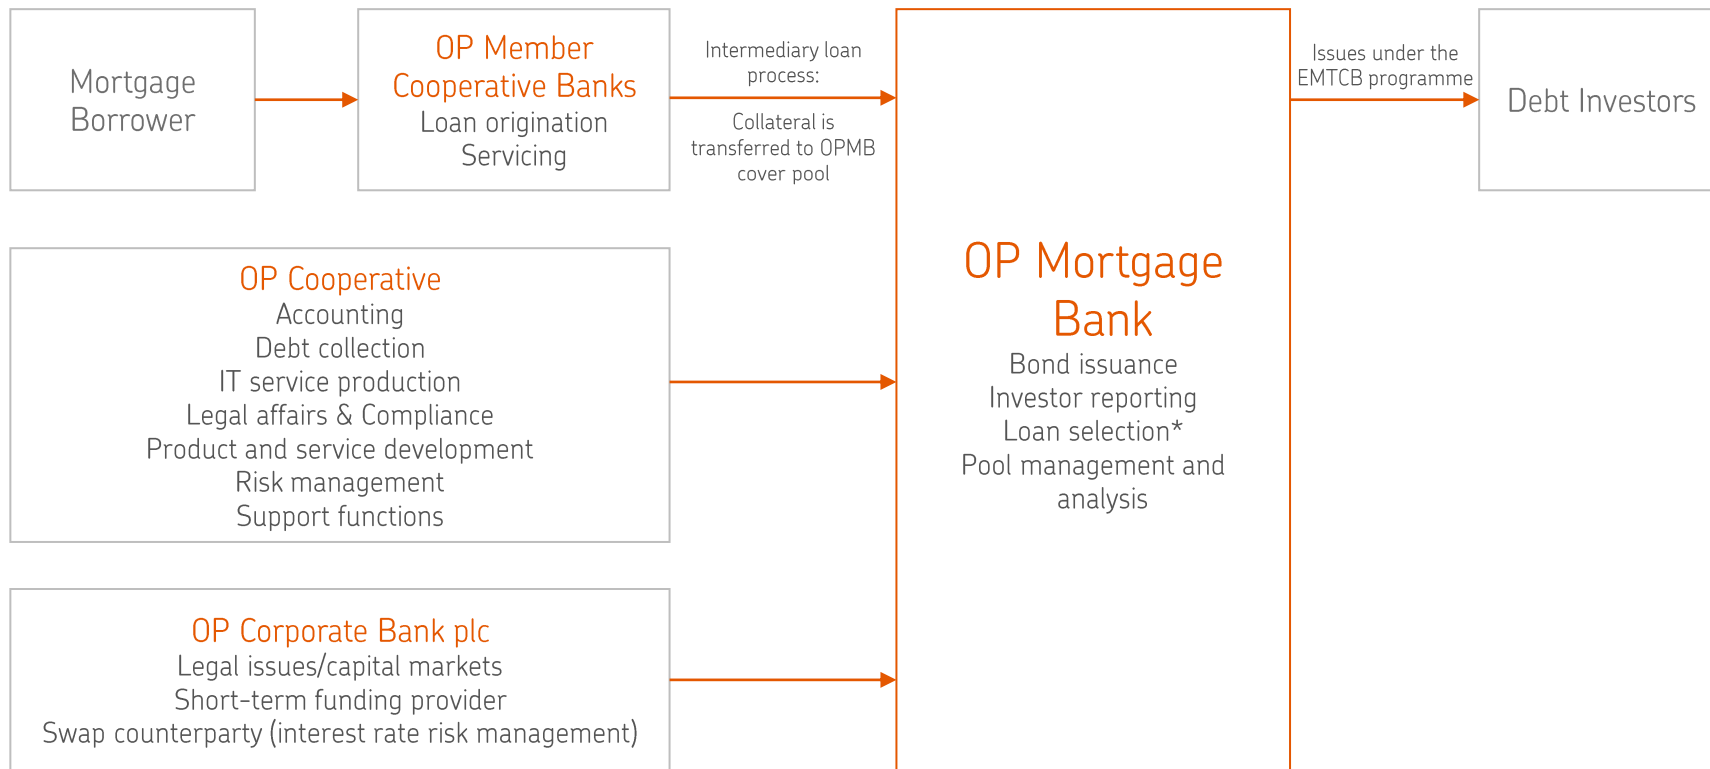 Mortgage
Borrower
OP Member
Cooperative Banks
Loan origination
Servicing
Intermediary loan
process:
Collateral is
transferred to OPMB
cover pool
OP Cooperative
Accounting
Debt collection
IT service production
Legal affairs & Compliance
Product and service development
Risk management
Support functions
OP Corporate Bank plc
Legal issues/capital markets
Short-term funding provider
Swap counterparty (interest rate risk management)
OP Mortgage
Bank
Bond issuance
Investor reporting
Loan selection*
Pool management and
analysis
Issues under the
EMTCB programme
Debt Investors